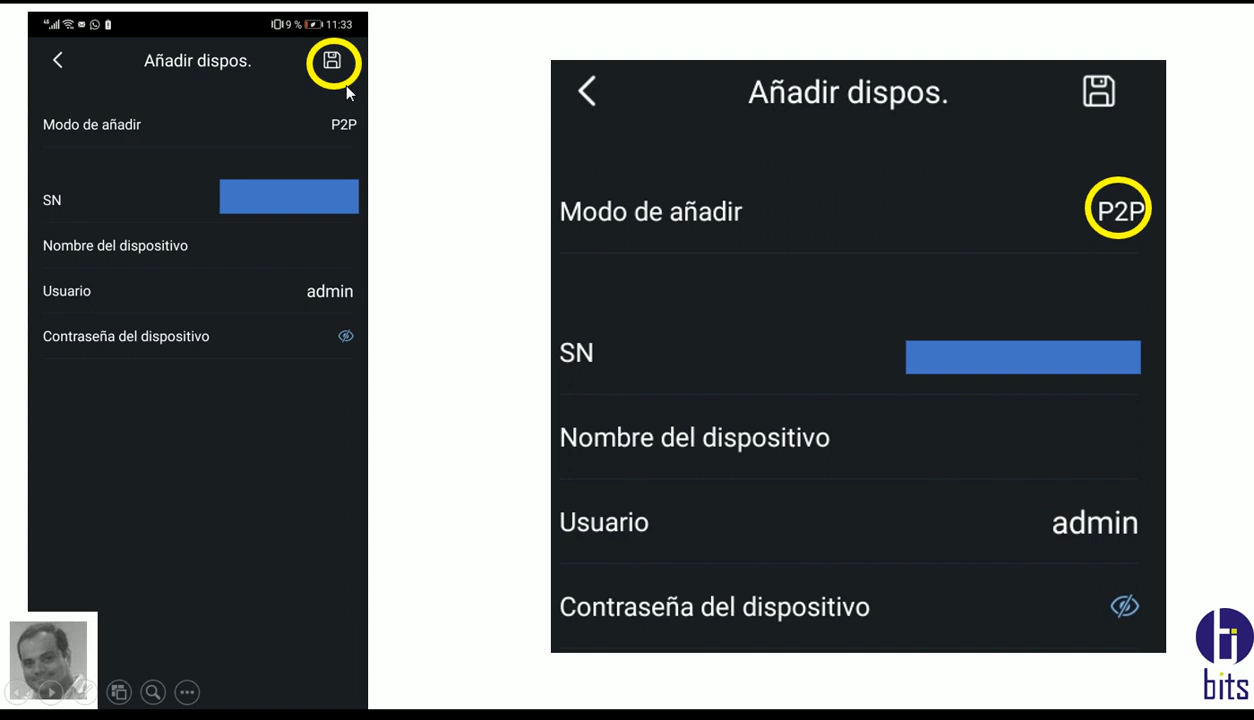 9 % 11:33
Añadir dispos.
Modo de añadir P2P
SN
Nombre del dispositivo
Usuario admin
Contraseña del dispositivo
Añadir dispos.
Modo de añadir P2P
SN
Nombre del dispositivo
Usuario admin
Contraseña del dispositivo
bits